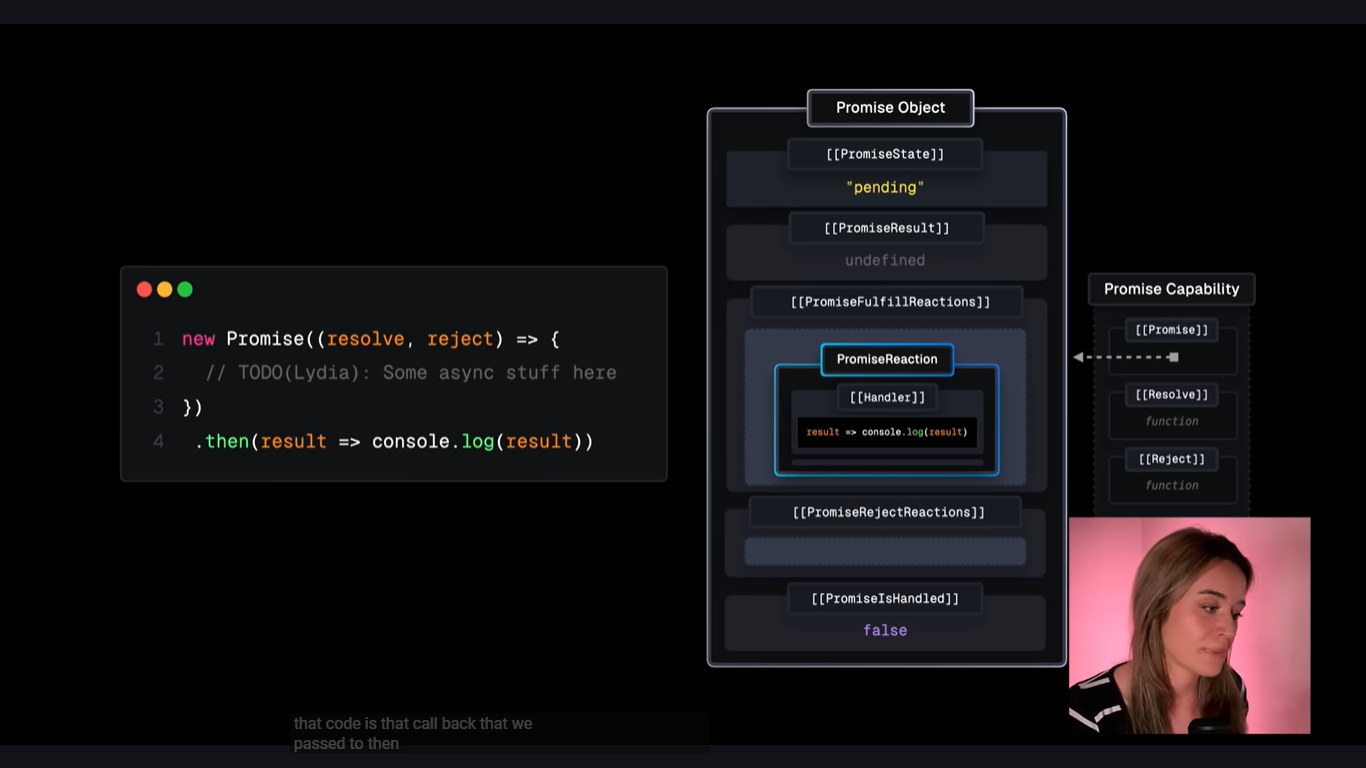 1 new Promise((resolve, reject) => {
2 // TODO(Lydia): Some async stuff here
3 })
4 .then(result => console.log(result))
Promise Object
[[PromiseState]]
"pending"
[[PromiseResult]]
undefined
[[PromiseFulfillReactions]]
PromiseReaction
[[Handler]]
result => console.log(result)
[[PromiseRejectReactions]]
[[PromiseIsHandled]]
false
Promise Capability
[[Promise]]
[[Resolve]]
function
[[Reject]]
function
that code is that call back that we
passed to then